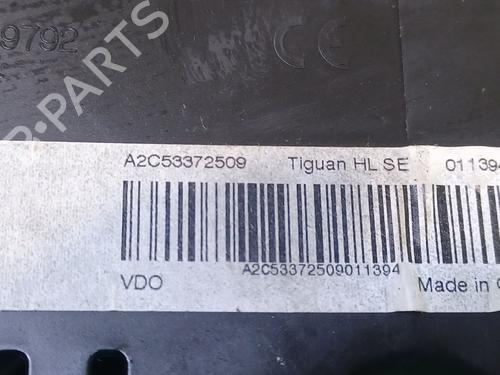 9792
CE
B-PARTS
A2C53372509 Tiguan HL SE 01139
A2C53372509011394
VDO Made in